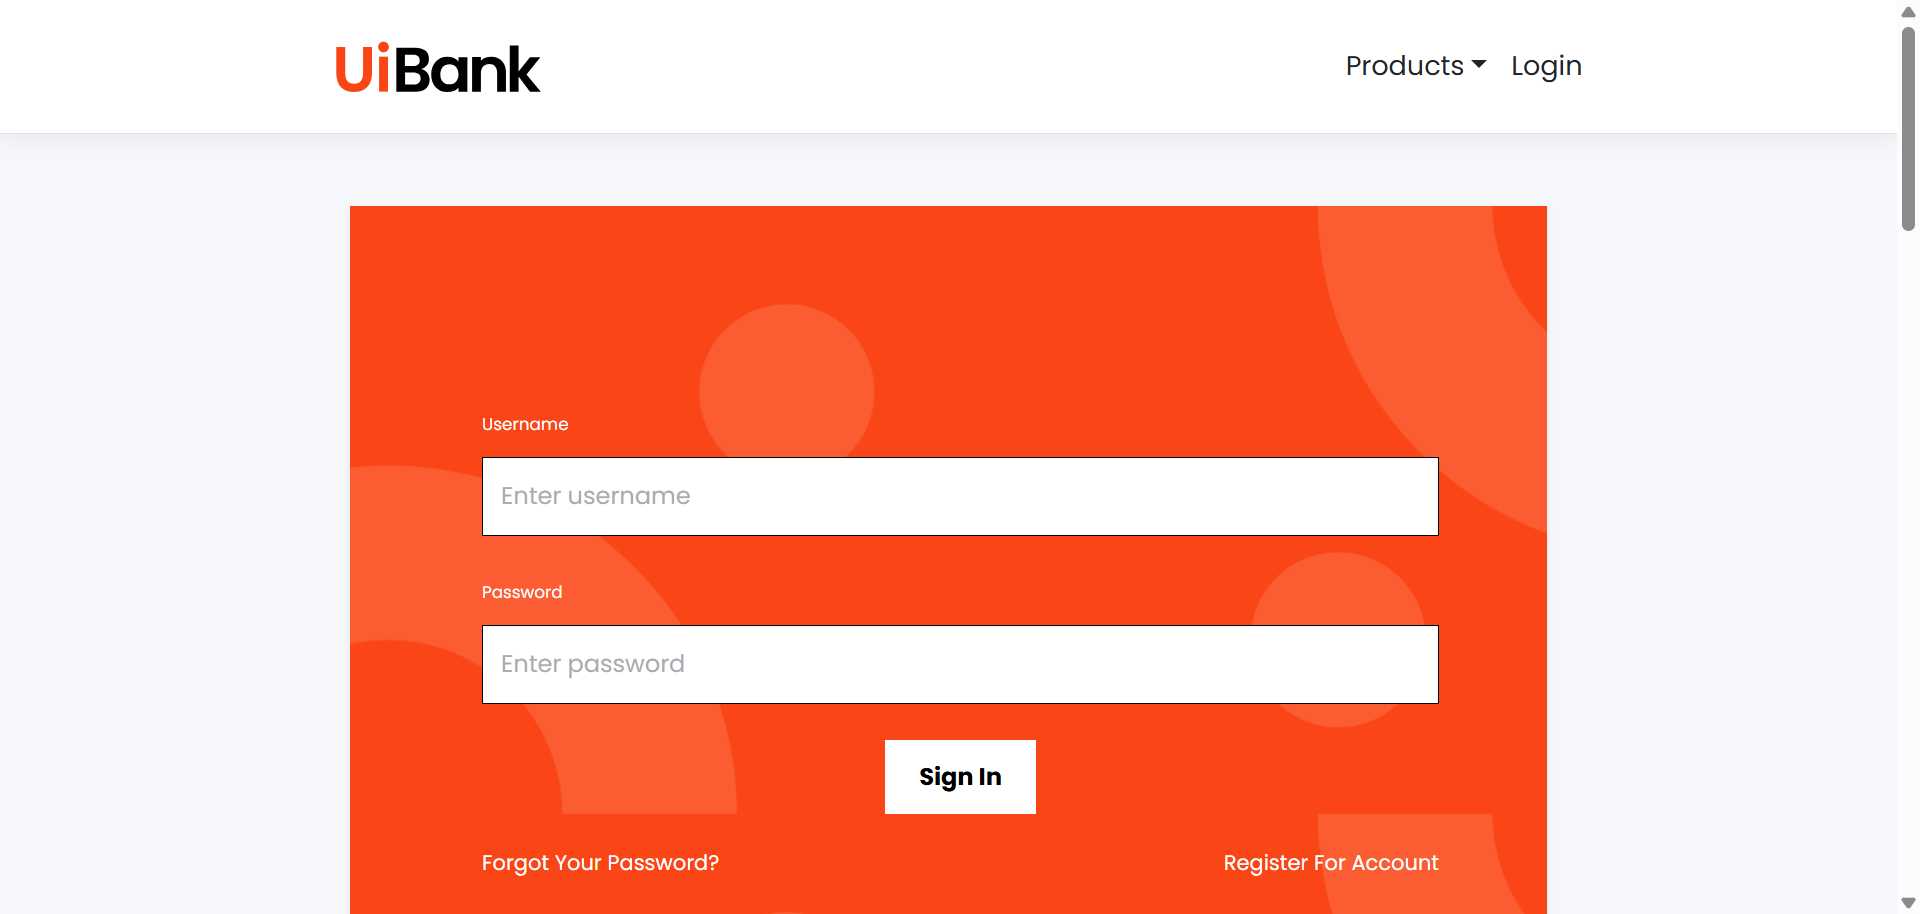 UiBank
Products Login
Username
Enter username
Password
Enter password
Sign In
Forgot Your Password? Register For Account